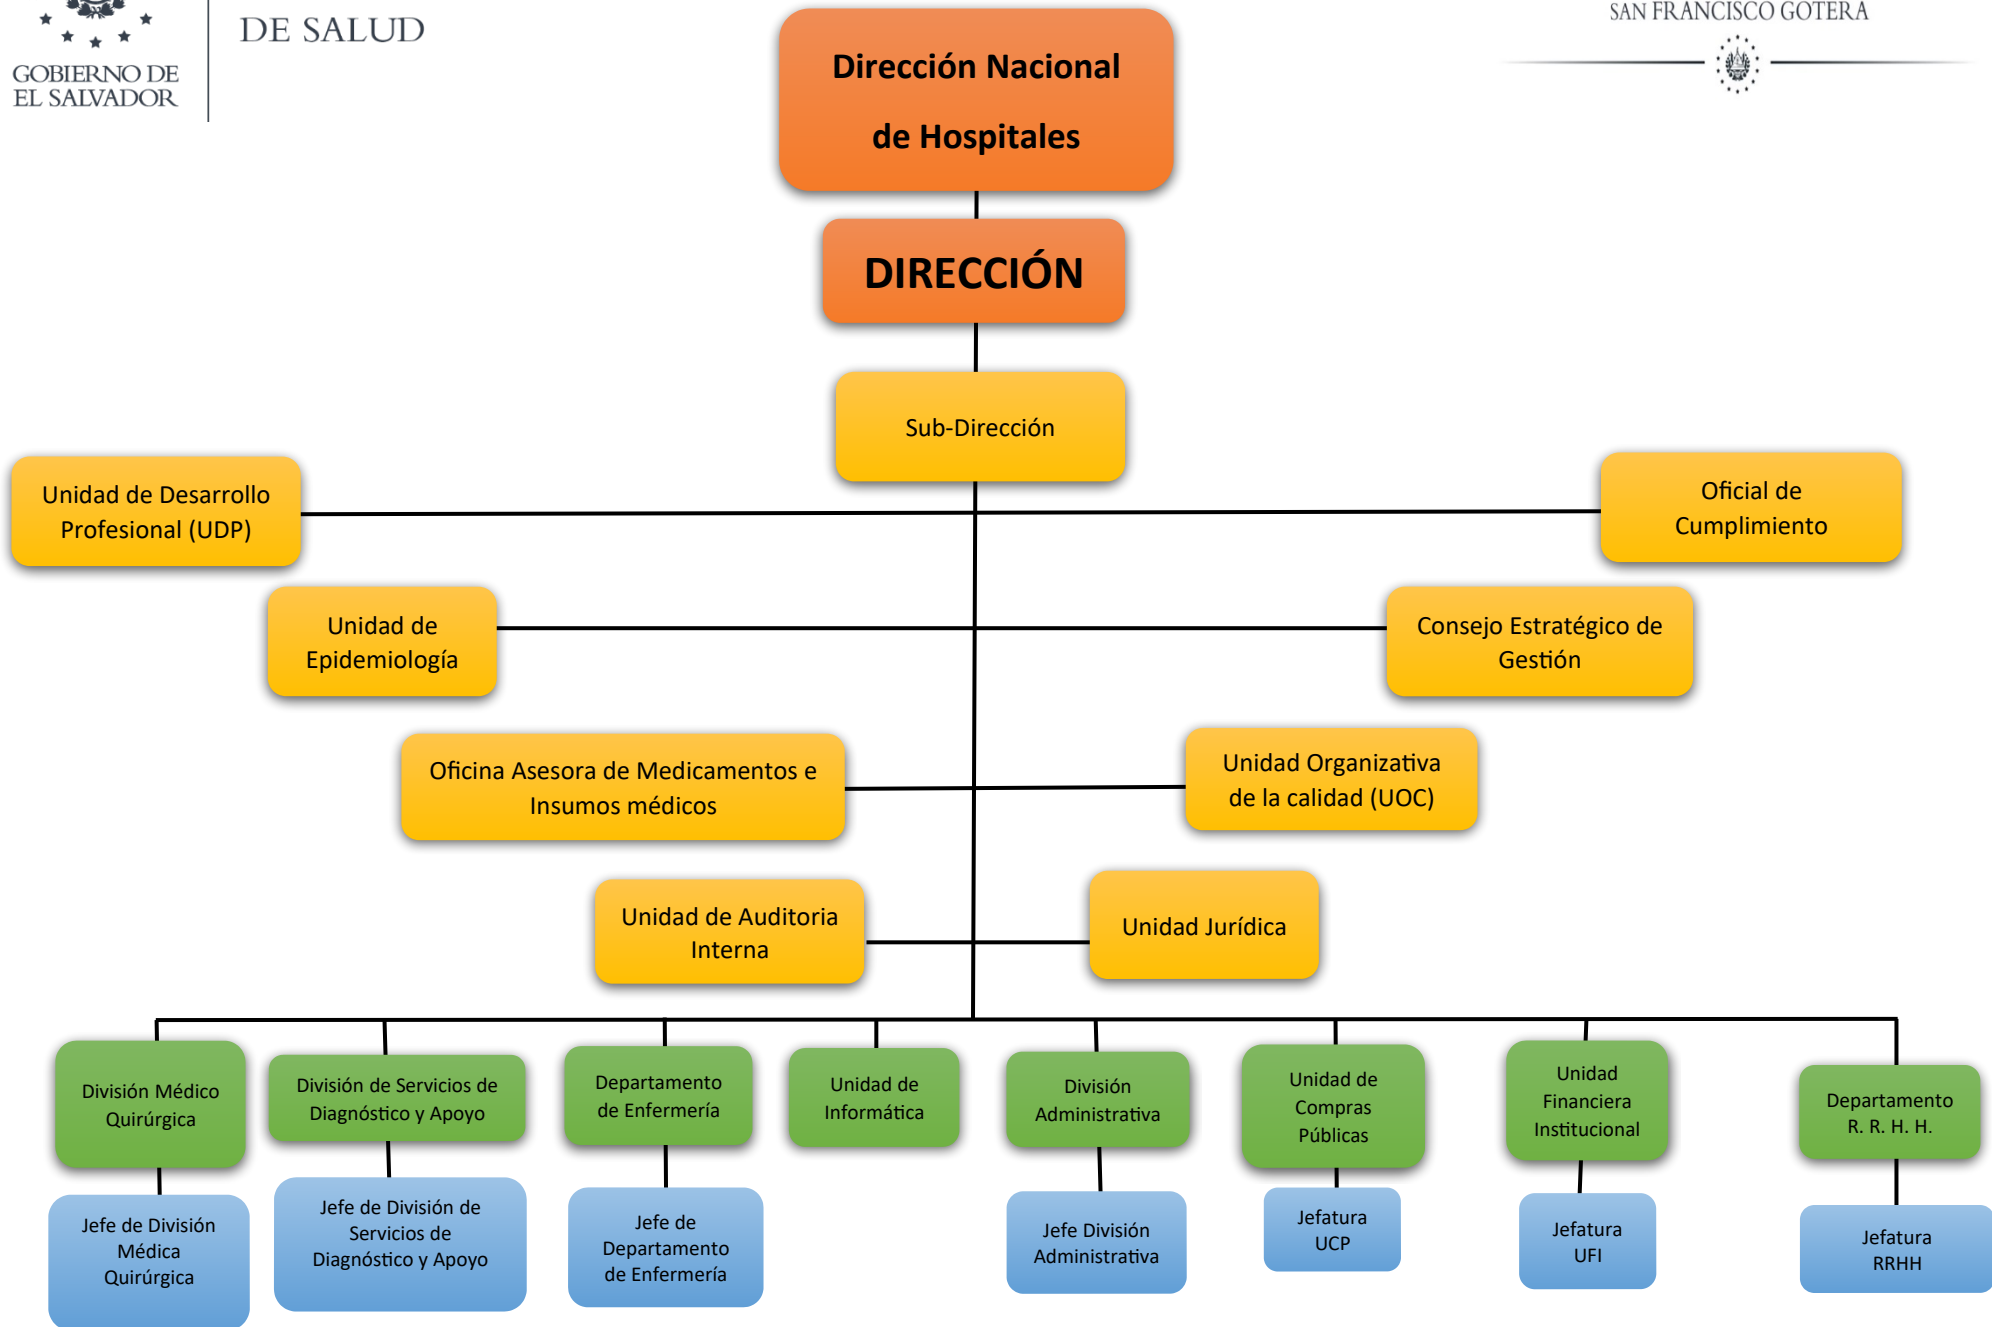 DE SALUD
GOBIERNO DE
EL SALVADOR
SAN FRANCISCO GOTERA
Dirección Nacional
de Hospitales
DIRECCIÓN
Sub-Dirección
Unidad de Desarrollo
Profesional (UDP)
Oficial de
Cumplimiento
Unidad de
Epidemiología
Consejo Estratégico de
Gestión
Oficina Asesora de Medicamentos e
Insumos médicos
Unidad Organizativa
de la calidad (UOC)
Unidad de Auditoria
Interna
Unidad Jurídica
División Médico
Quirúrgica
División de Servicios de
Diagnóstico y Apoyo
Departamento
de Enfermería
Unidad de
Informática
División
Administrativa
Unidad de
Compras
Públicas
Unidad
Financiera
Institucional
Departamento
R. R. H. H.
Jefe de División
Médica
Quirúrgica
Jefe de División de
Servicios de
Diagnóstico y Apoyo
Jefe de
Departamento
de Enfermería
Jefe División
Administrativa
Jefatura
UCP
Jefatura
UFI
Jefatura
RRHH